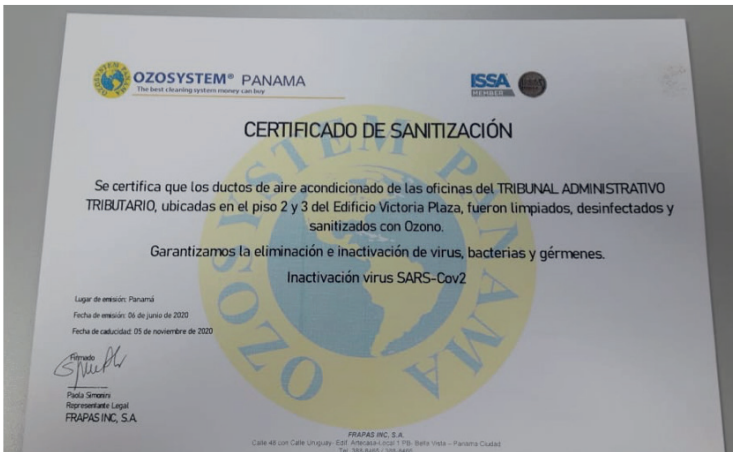 OZOSYSTEM® PANAMA
The best cleaning system money can buy
ISSA
MEMBER
CERTIFICADO DE SANITIZACIÓN
Se certifica que los ductos de aire acondicionado de las oficinas del TRIBUNAL ADMINISTRATIVO
TRIBUTARIO, ubicadas en el piso 2 y 3 del Edificio Victoria Plaza, fueron limpiados, desinfectados y
sanitizados con Ozono.
Garantizamos la eliminación e inactivación de virus, bacterias y gérmenes.
Inactivación virus SARS-Cov2
OZOSYSTEM PANAMA
Lugar de emisión: Panamá
Fecha de emisión: 06 de junio de 2020
Fecha de caducidad: 05 de noviembre de 2020
Firmado
Paola Simonini
Representante Legal
FRAPAS INC, S.A.
FRAPAS INC, S.A.
Calle 48 con Calle Uruguay- Edif. Artesasa-Local 1 PB- Bella Vista – Panama Ciudad